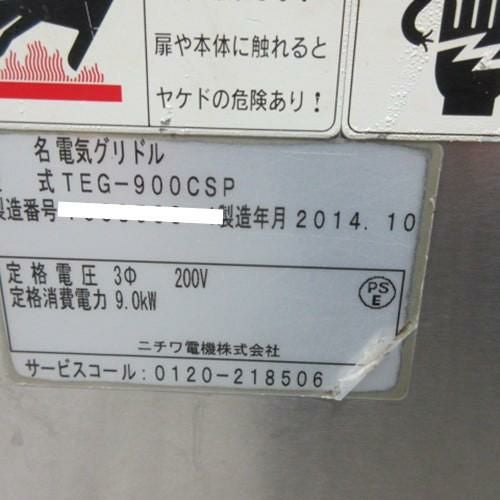 扉や本体に触れると
ヤケドの危険あり!
名 電気グリドル
式 TEG-900CSP
製造番号 製造年月 2014.10
定格電圧 3Φ 200V
定格消費電力 9.0kW
PS
E
ニチワ電機株式会社
サービスコール:0120-218506